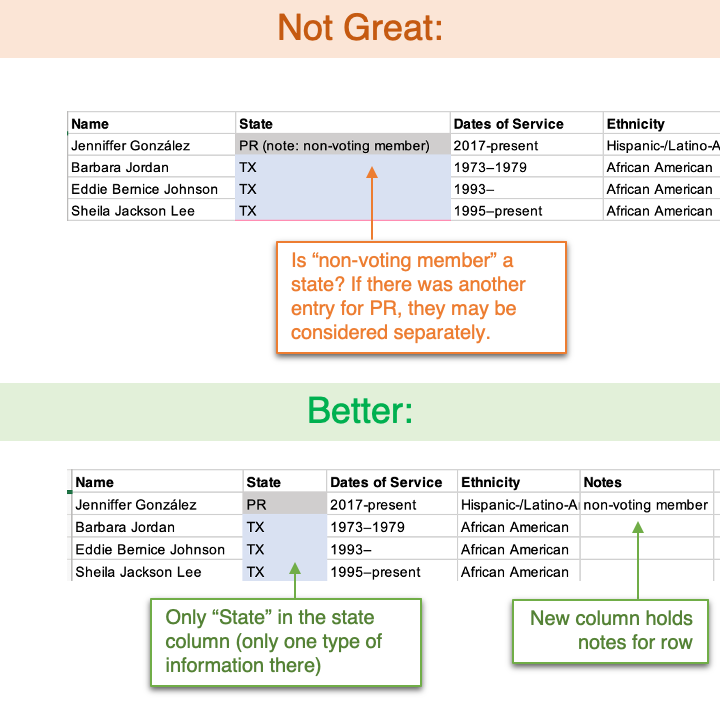 Not Great:
Name State Dates of Service Ethnicity
Jenniffer González PR (note: non-voting member) 2017-present Hispanic-/Latino-A
Barbara Jordan TX 1973–1979 African American
Eddie Bernice Johnson TX 1993– African American
Sheila Jackson Lee TX 1995–present African American
Is “non-voting member” a
state? If there was another
entry for PR, they may be
considered separately.
Better:
Name State Dates of Service Ethnicity Notes
Jenniffer González PR 2017-present Hispanic-/Latino-A non-voting member
Barbara Jordan TX 1973–1979 African American
Eddie Bernice Johnson TX 1993– African American
Sheila Jackson Lee TX 1995–present African American
Only “State” in the state
column (only one type of
information there)
New column holds
notes for row